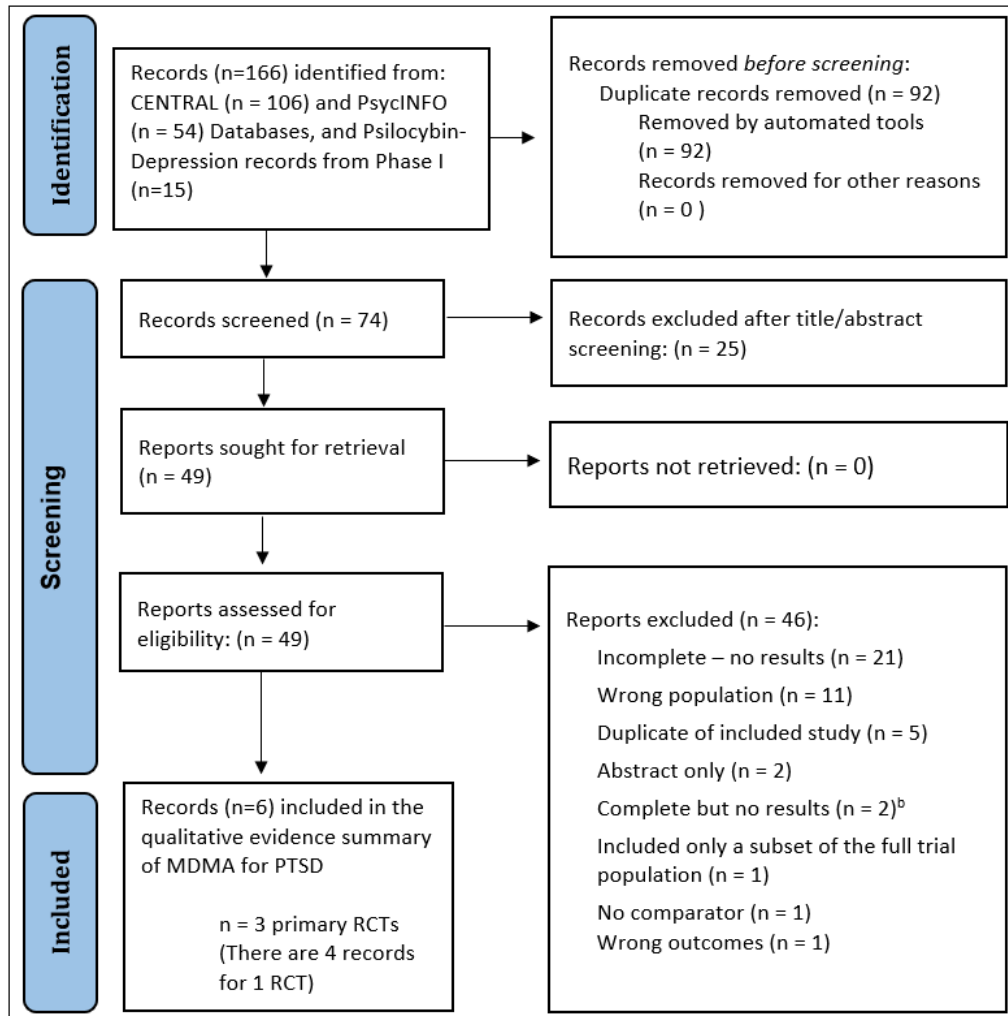 Identification
Records (n=166) identified from:
CENTRAL (n = 106) and PsycINFO
(n = 54) Databases, and Psilocybin-
Depression records from Phase I
(n=15)
Records removed before screening:
Duplicate records removed (n = 92)
Removed by automated tools
(n = 92)
Records removed for other reasons
(n = 0 )
Screening
Records screened (n = 74)
Records excluded after title/abstract
screening: (n = 25)
Reports sought for retrieval
(n = 49)
Reports not retrieved: (n = 0)
Reports assessed for
eligibility: (n = 49)
Reports excluded (n = 46):
Incomplete – no results (n = 21)
Wrong population (n = 11)
Duplicate of included study (n = 5)
Abstract only (n = 2)
Complete but no results (n = 2)b
Included only a subset of the full trial
population (n = 1)
No comparator (n = 1)
Wrong outcomes (n = 1)
Included
Records (n=6) included in the
qualitative evidence summary
of MDMA for PTSD
n = 3 primary RCTs
(There are 4 records
for 1 RCT)